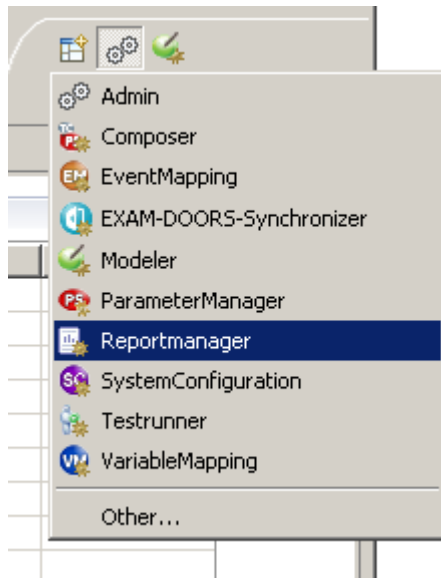 Admin
Composer
EventMapping
EXAM-DOORS-Synchronizer
Modeler
ParameterManager
Reportmanager
SystemConfiguration
Testrunner
VariableMapping
Other...